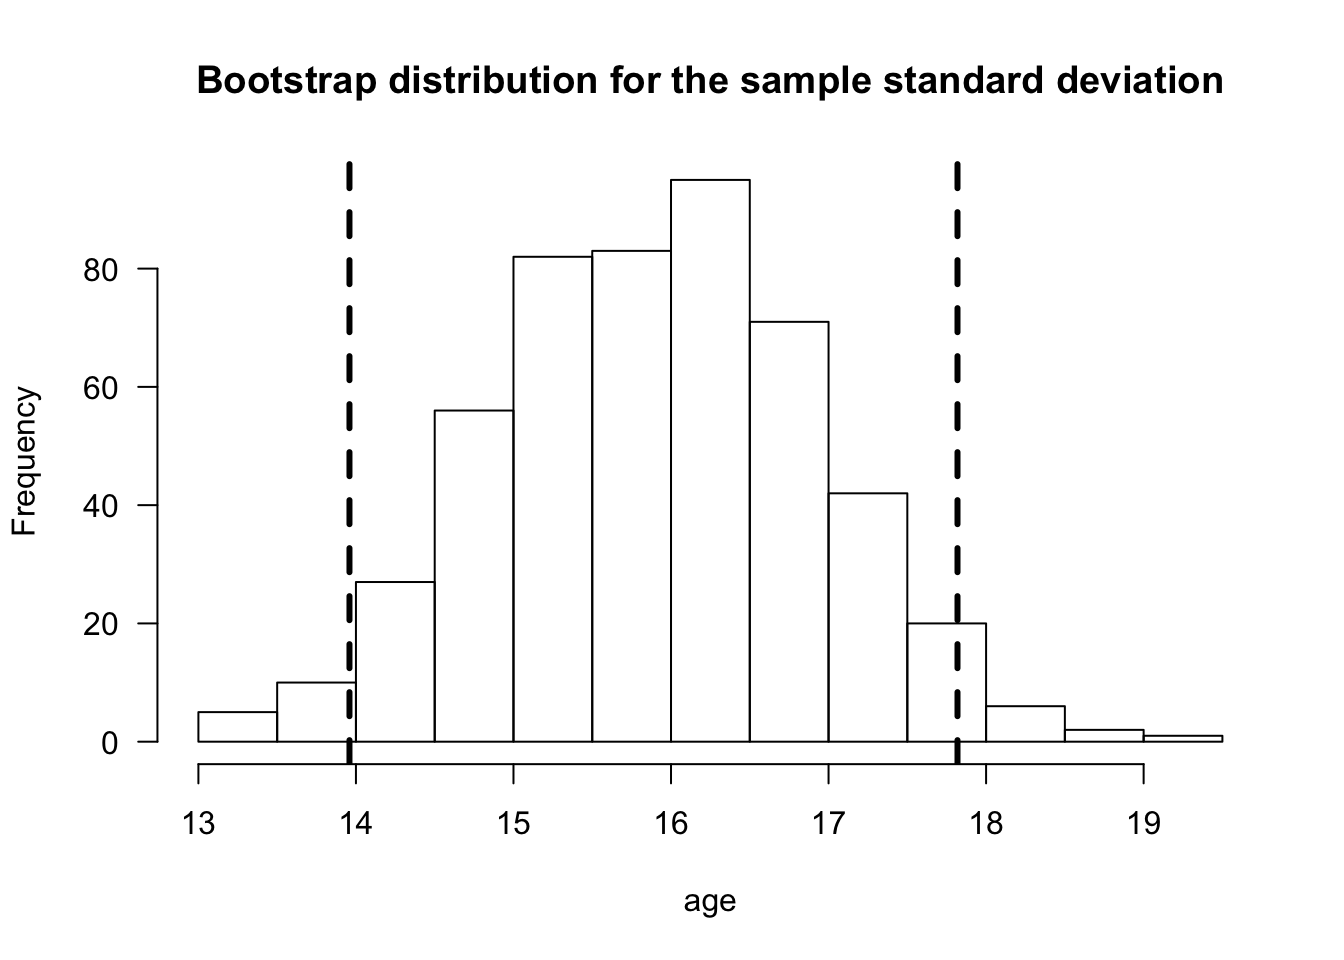 Bootstrap distribution for the sample standard deviation
Frequency
80
60
40
20
0
13 14 15 16 17 18 19
age